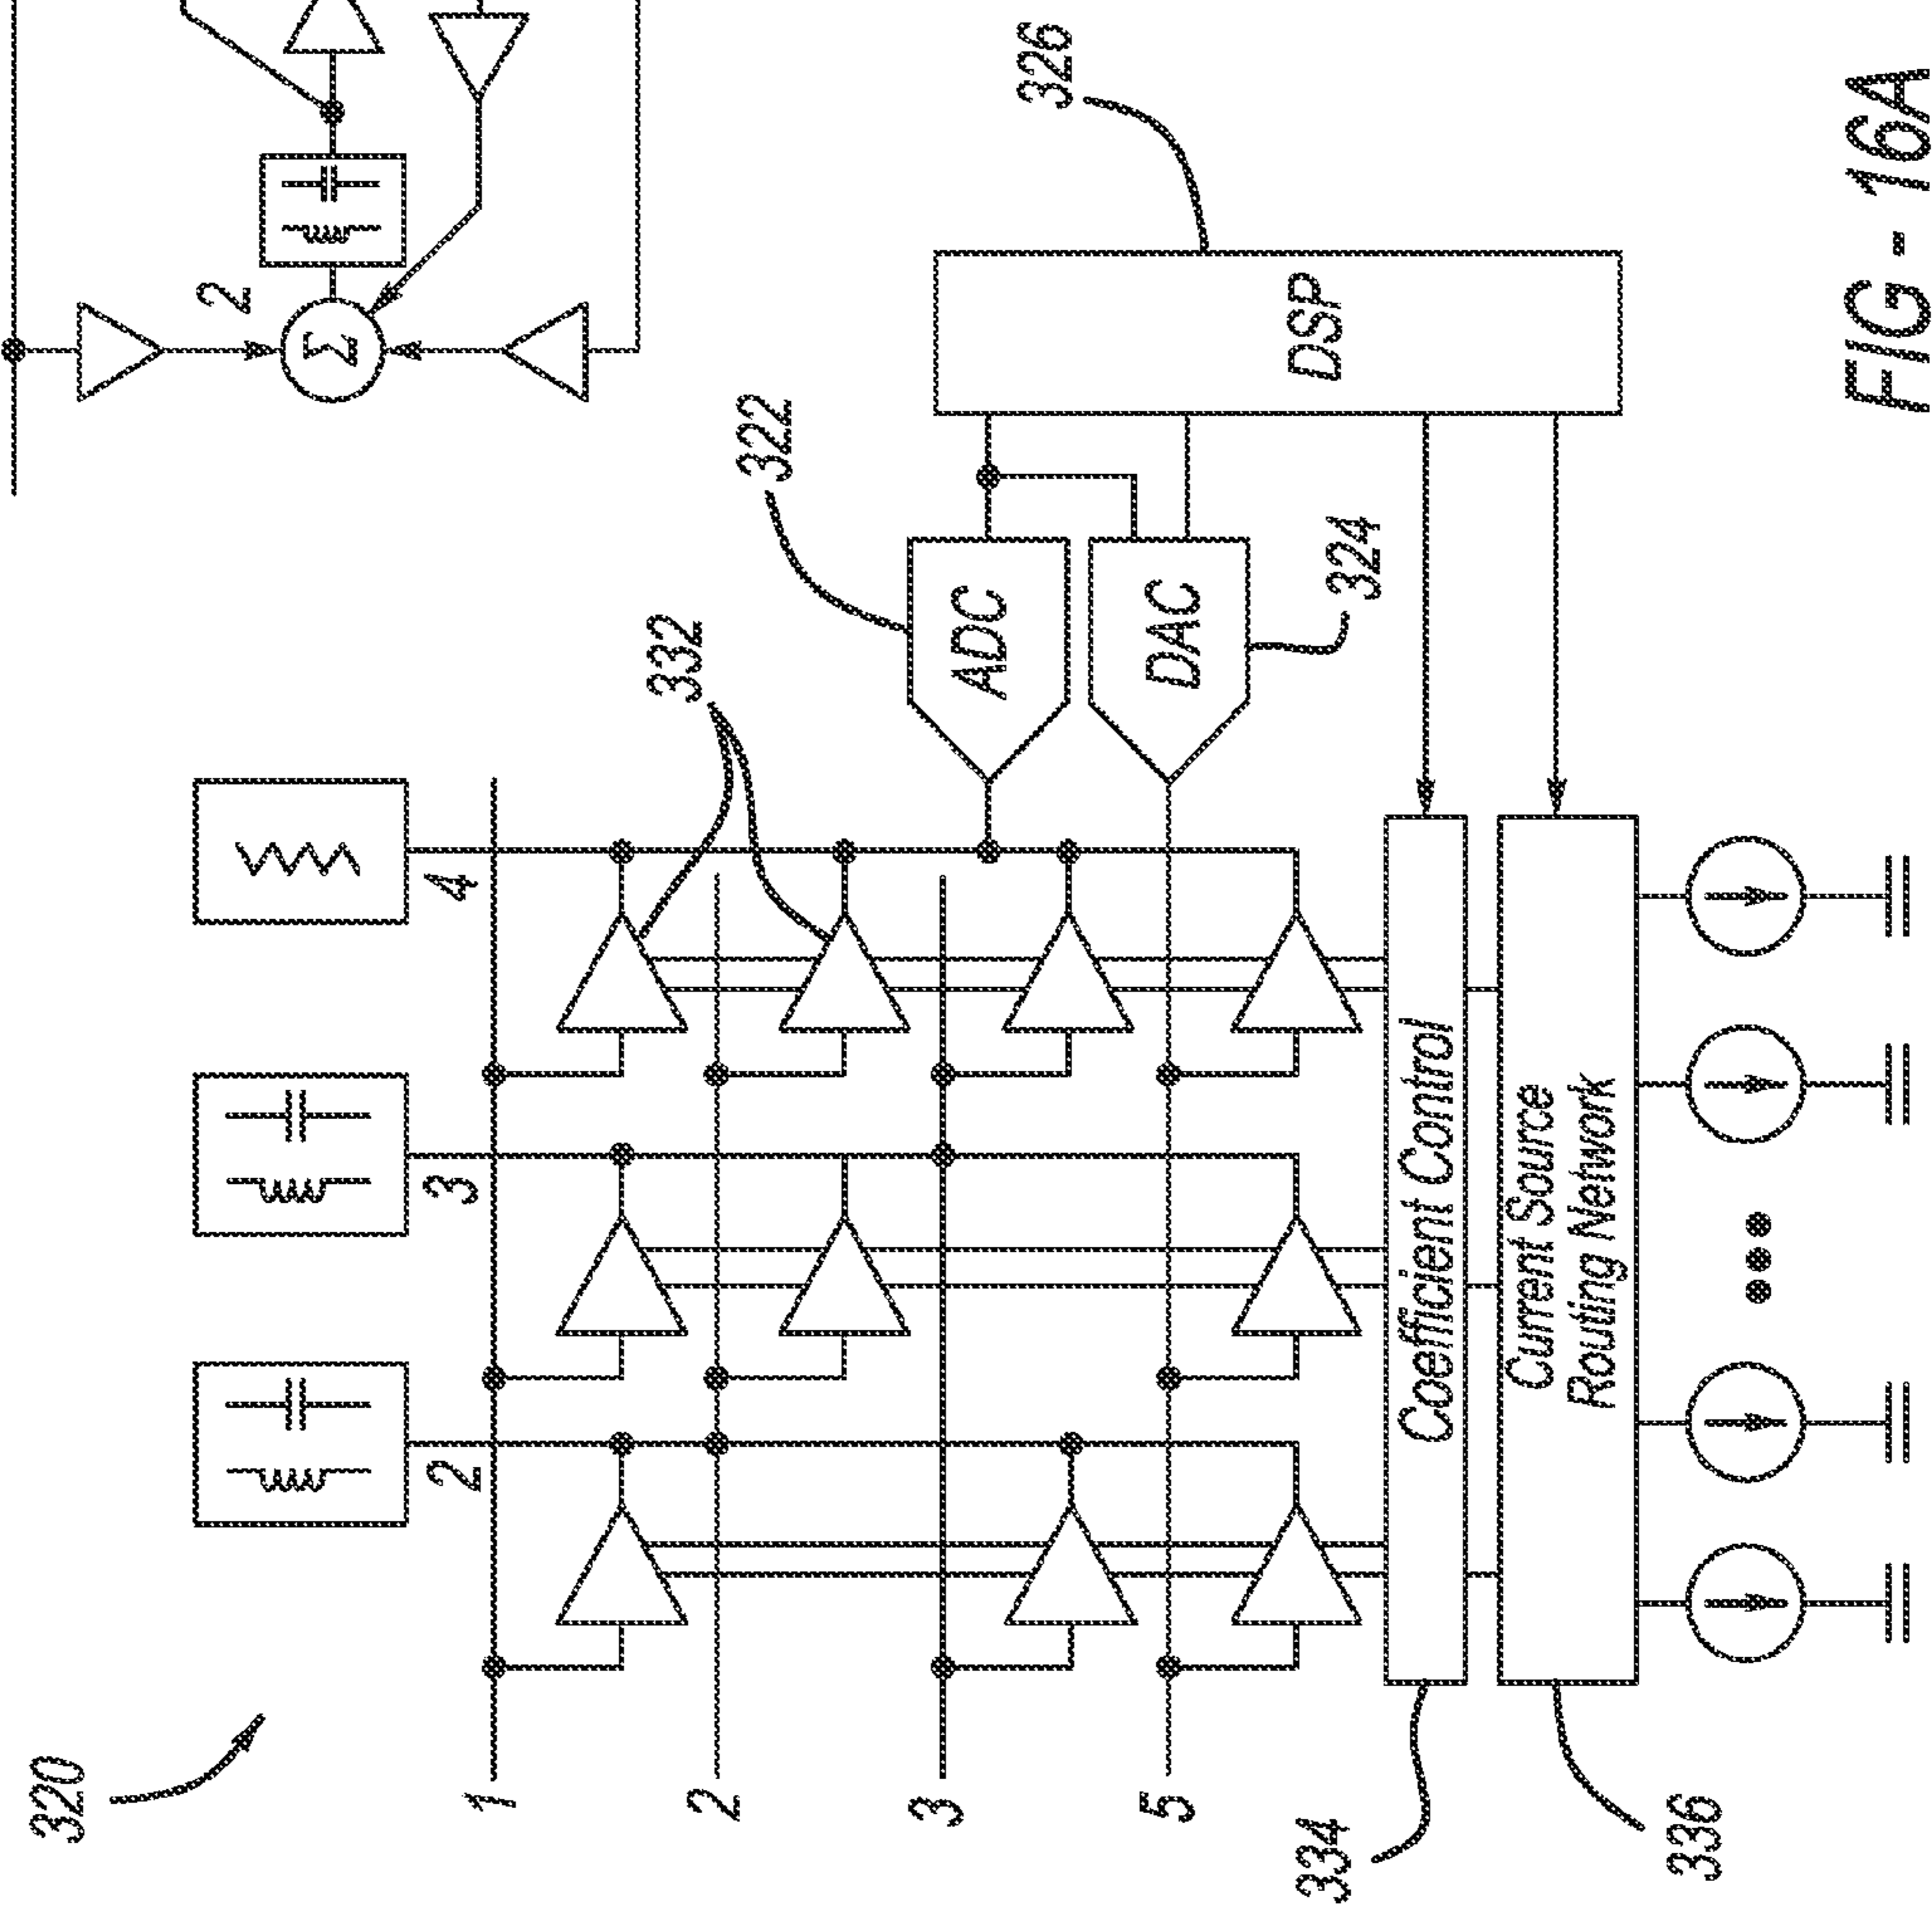 320
1
2
3
5
334
336
2
3
4
332
322
ADC
DAC
324
DSP
326
Coefficient Control
Current Source
Routing Network
2
Σ
FIG - 16A